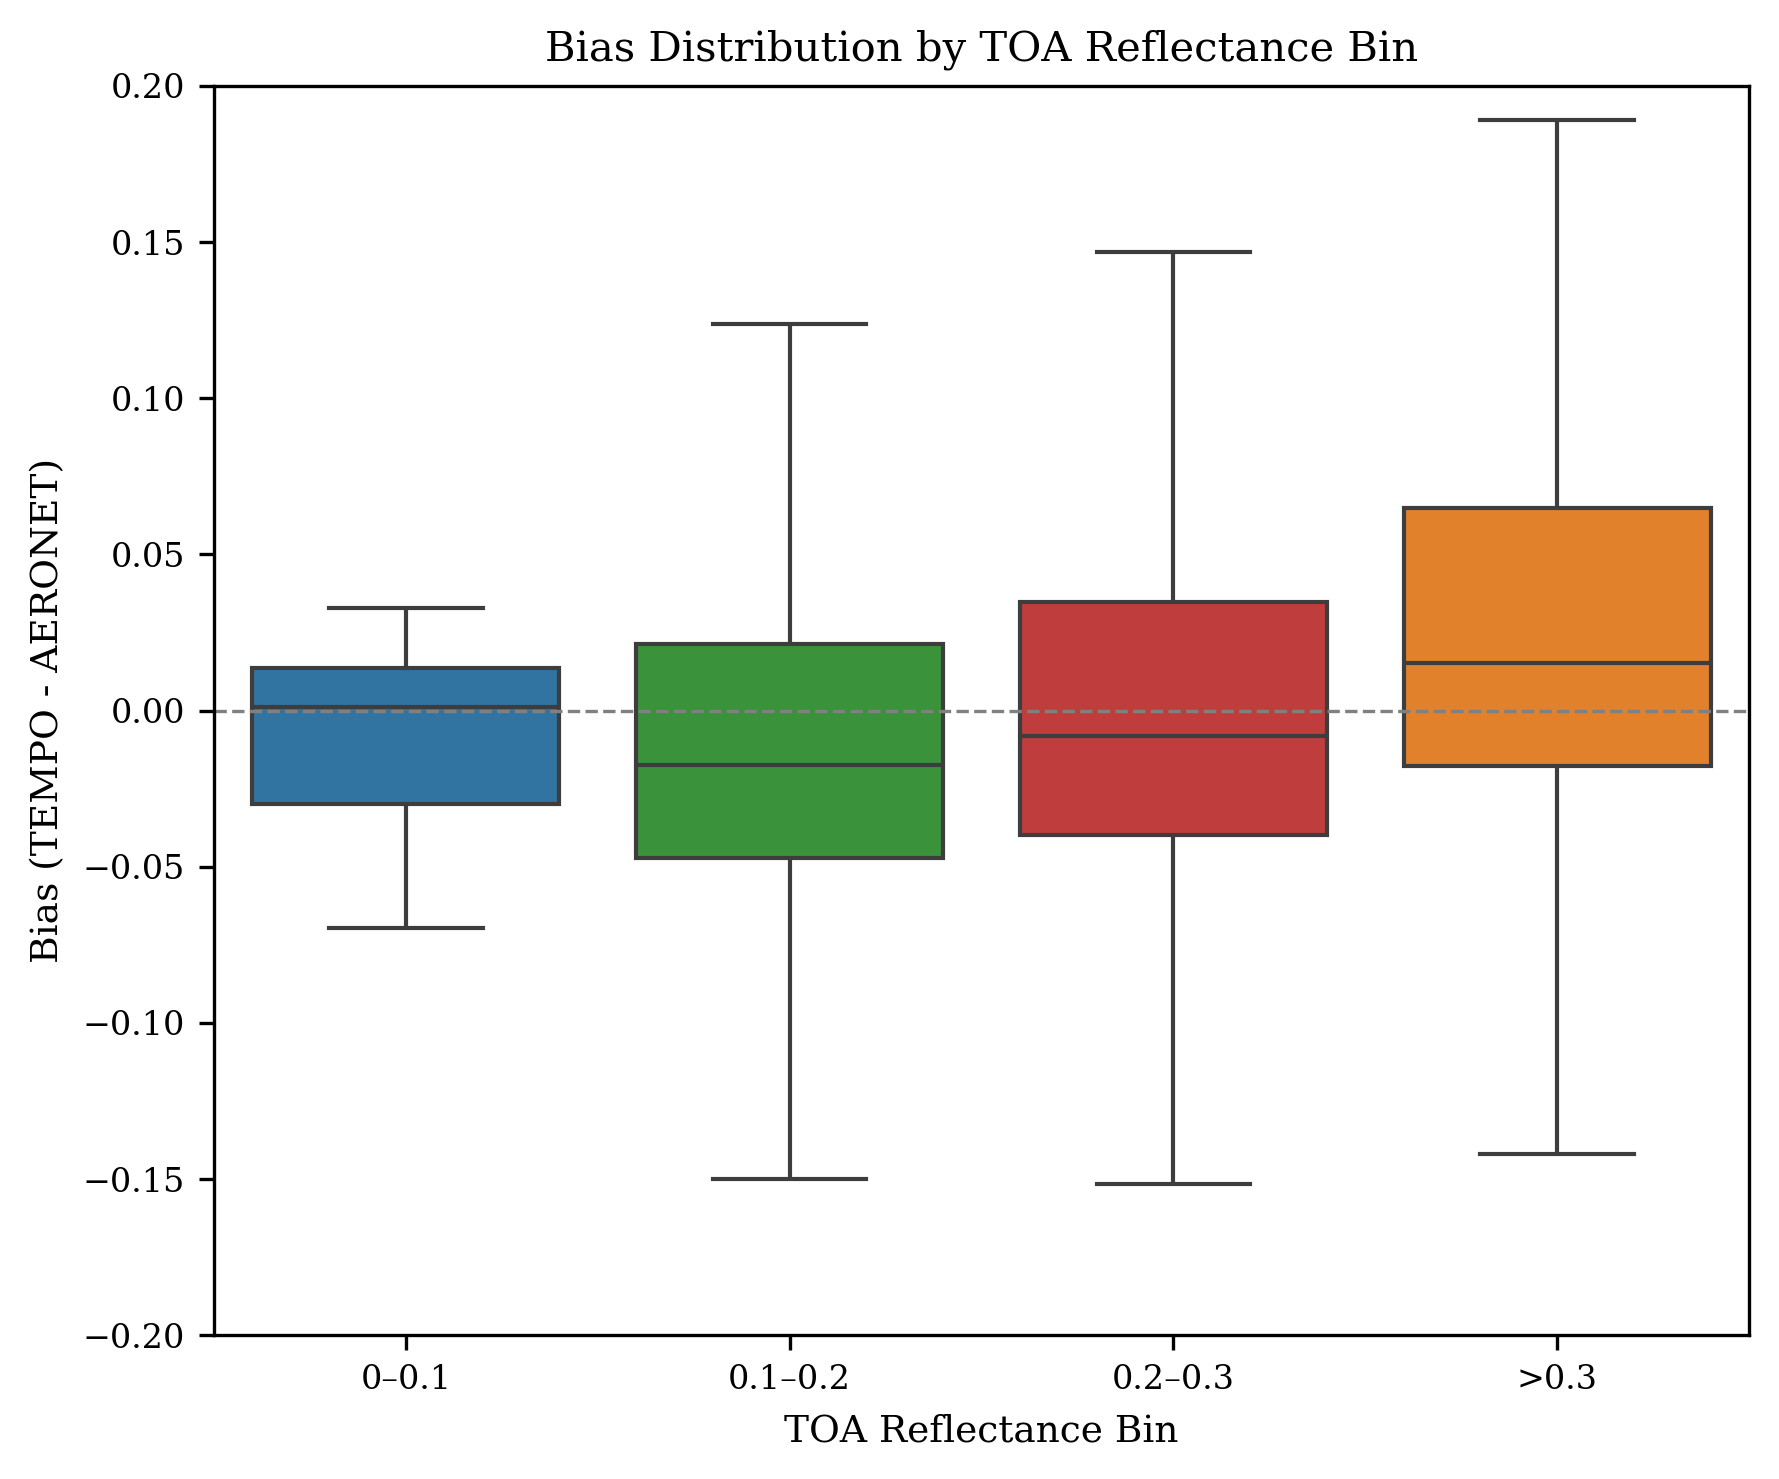 Bias Distribution by TOA Reflectance Bin
Bias (TEMPO - AERONET)
0.20
0.15
0.10
0.05
0.00
−0.05
−0.10
−0.15
−0.20
0–0.1 0.1–0.2 0.2–0.3 >0.3
TOA Reflectance Bin